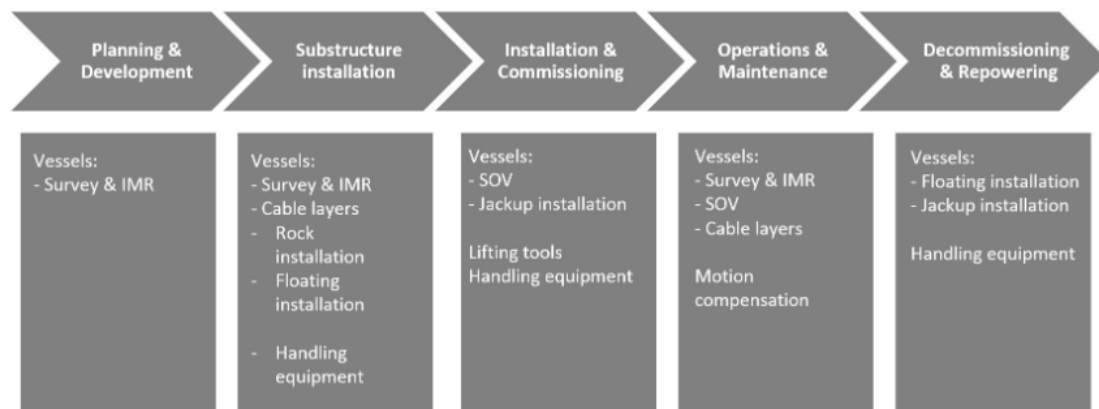 Planning &
Development
Substructure
installation
Installation &
Commissioning
Operations &
Maintenance
Decommissioning
& Repowering
Vessels:
- Survey & IMR
Vessels:
- Survey & IMR
- Cable layers
- Rock
installation
- Floating
installation
- Handling
equipment
Vessels:
- SOV
- Jackup installation
Lifting tools
Handling equipment
Vessels:
- Survey & IMR
- SOV
- Cable layers
Motion
compensation
Vessels:
- Floating installation
- Jackup installation
Handling equipment